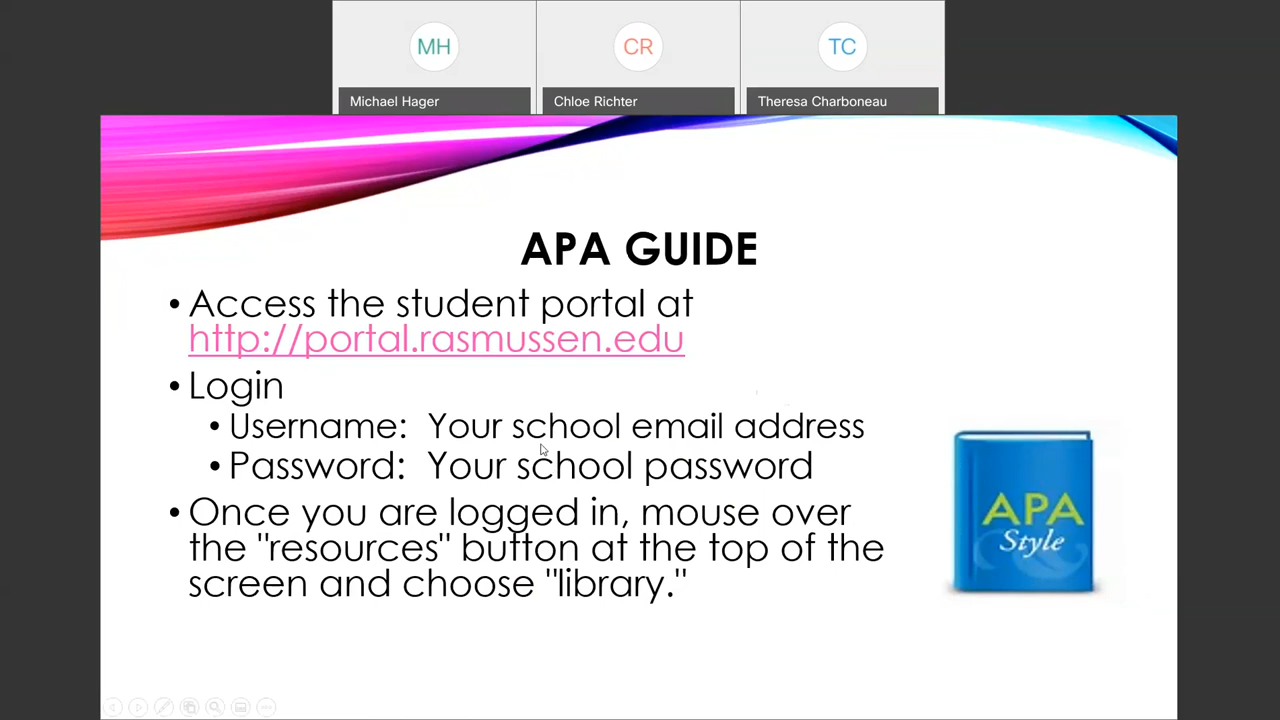 MH
CR
TC
Michael Hager
Chloe Richter
Theresa Charboneau
APA GUIDE
• Access the student portal at
http://portal.rasmussen.edu
• Login
• Username: Your school email address
• Password: Your school password
• Once you are logged in, mouse over
the "resources" button at the top of the
screen and choose "library."
APA
Style